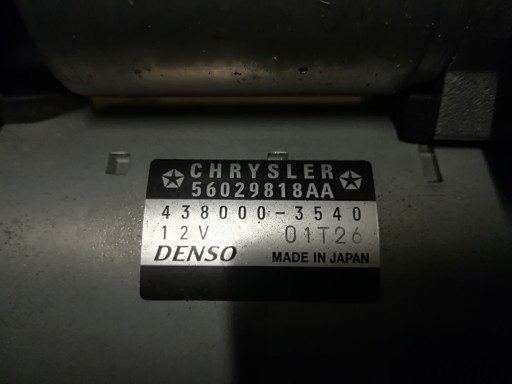 CHRYSLER
56029818AA
438000-3540
12V 01T26
DENSO MADE IN JAPAN